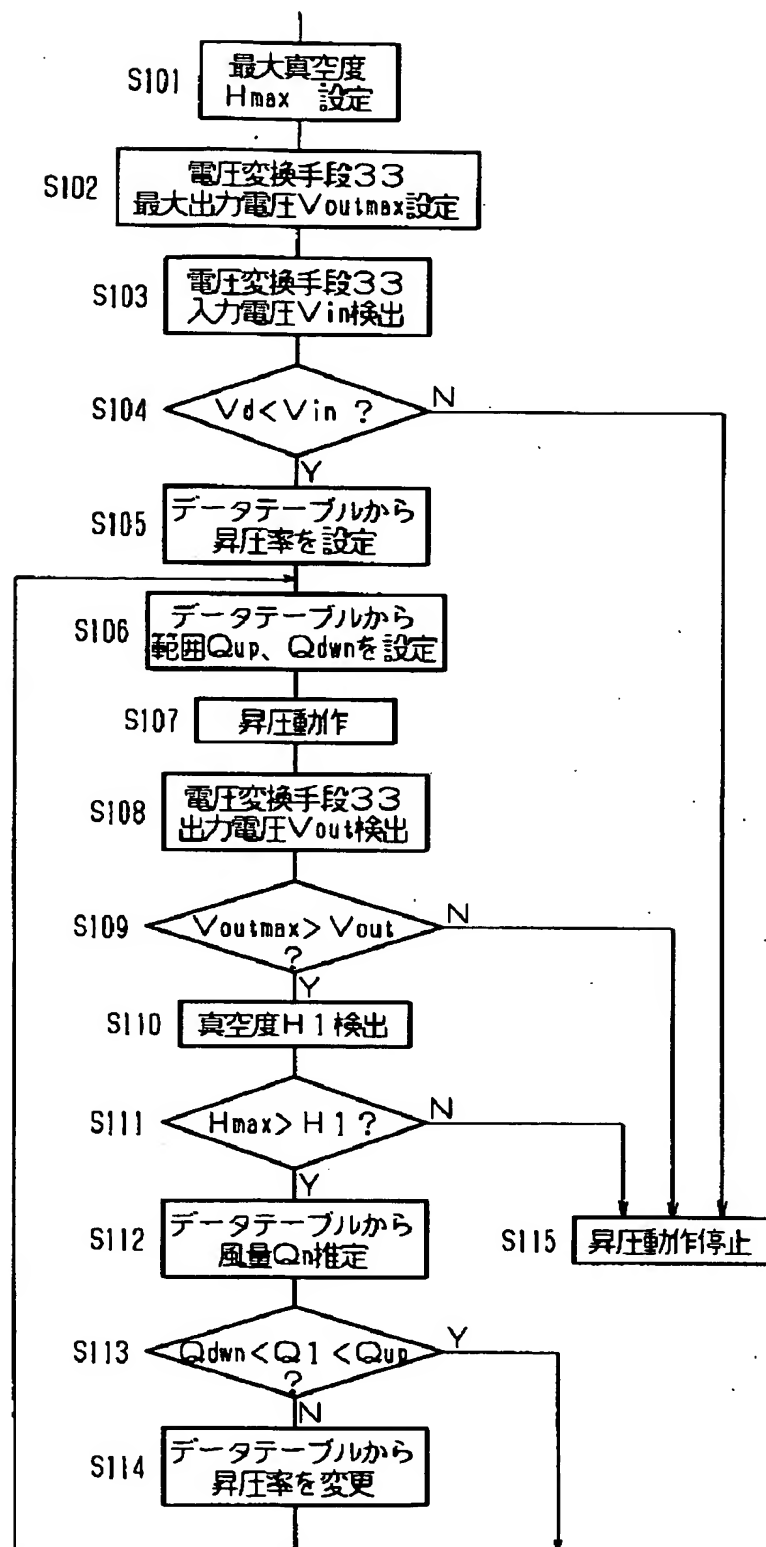 S101
最大真空度
Hmax 設定
S102
電圧変換手段33
最大出力電圧Voutmax設定
S103
電圧変換手段33
入力電圧Vin検出
S104
Vd<Vin ?
N
Y
S105
データテーブルから
昇圧率を設定
S106
データテーブルから
範囲Qup、Qdwnを設定
S107
昇圧動作
S108
電圧変換手段33
出力電圧Vout検出
S109
Voutmax>Vout
?
N
Y
S110
真空度H1検出
S111
Hmax>H1?
N
Y
S112
データテーブルから
風量Qn推定
S115
昇圧動作停止
S113
Qdwn<Q1<Qup
?
Y
N
S114
データテーブルから
昇圧率を変更